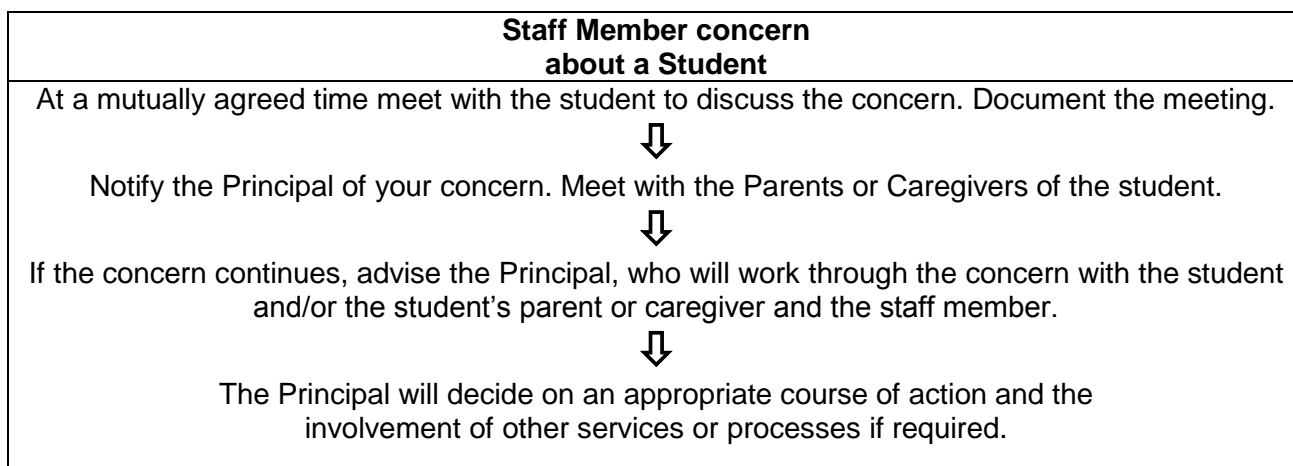 Staff Member concern
about a Student
At a mutually agreed time meet with the student to discuss the concern. Document the meeting.
Notify the Principal of your concern. Meet with the Parents or Caregivers of the student.
If the concern continues, advise the Principal, who will work through the concern with the student
and/or the student's parent or caregiver and the staff member.
The Principal will decide on an appropriate course of action and the
involvement of other services or processes if required.